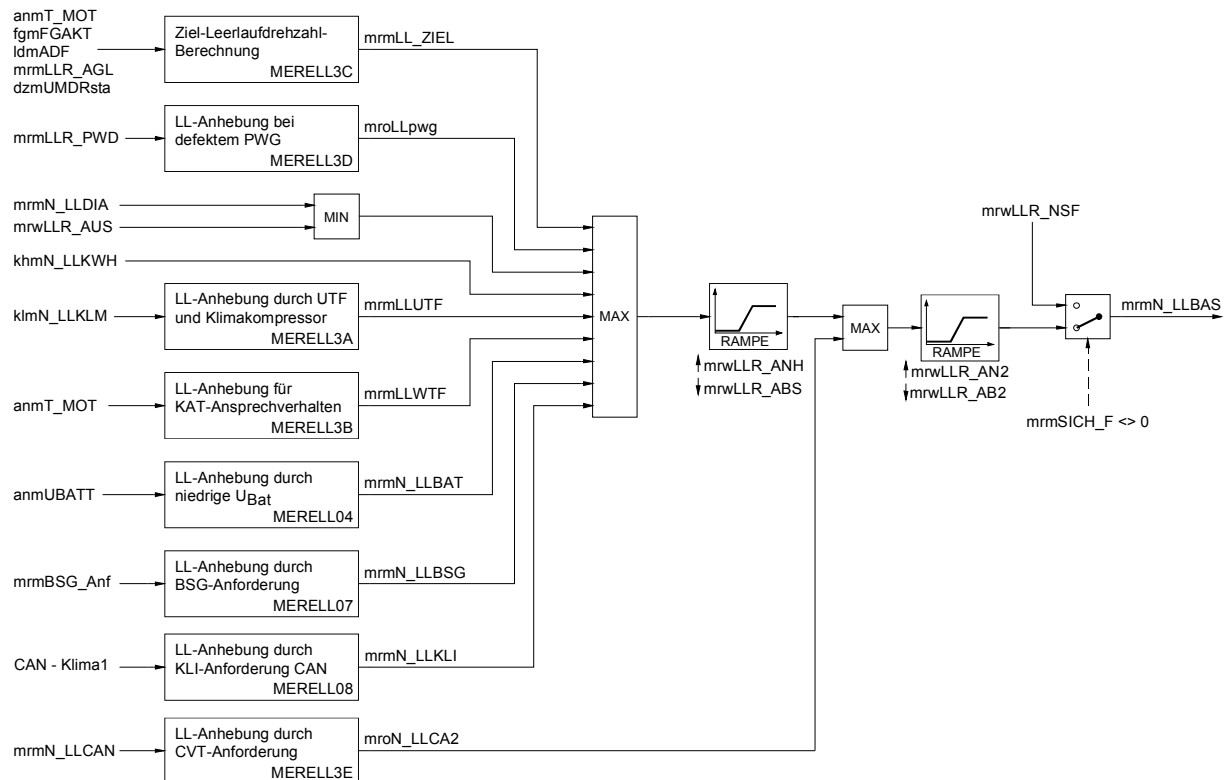 anmT_MOT
fgmFGAKT
ldmADF
mrmLLR_AGL
dzmUMDRsta
Ziel-Leerlaufdrehzahl-
Berechnung
MERELL3C
mrmLL_ZIEL
mrmLLR_PWD
LL-Anhebung bei
defektem PWG
MERELL3D
mroLLpwg
mrmN_LLDIA
mrwLLR_AUS
MIN
khmN_LLKWH
klmN_LLKLM
LL-Anhebung durch UTF
und Klimakompressor
MERELL3A
mrmLLUTF
anmT_MOT
LL-Anhebung für
KAT-Ansprechverhalten
MERELL3B
mrmLLWTF
anmUBATT
LL-Anhebung durch
niedrige UBat
MERELL04
mrmN_LLBAT
mrmBSG_Anf
LL-Anhebung durch
BSG-Anforderung
MERELL07
mrmN_LLBSG
CAN - Klima1
LL-Anhebung durch
KLI-Anforderung CAN
MERELL08
mrmN_LLKLI
mrmN_LLCAN
LL-Anhebung durch
CVT-Anforderung
MERELL3E
mroN_LLCA2
MAX
RAMPE
mrwLLR_ANH
mrwLLR_ABS
MAX
RAMPE
mrwLLR_AN2
mrwLLR_AB2
mrwLLR_NSF
mrmN_LLBAS
mrmSICH_F <> 0